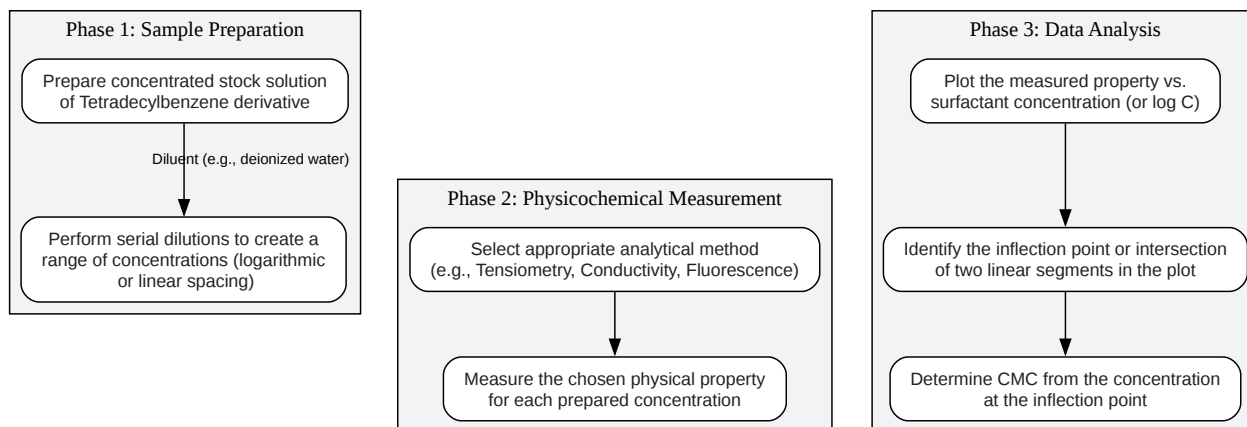 Phase 1: Sample Preparation
Prepare concentrated stock solution
of Tetradecylbenzene derivative
Diluent (e.g., deionized water)
Perform serial dilutions to create a
range of concentrations (logarithmic
or linear spacing)
Phase 2: Physicochemical Measurement
Select appropriate analytical method
(e.g., Tensiometry, Conductivity, Fluorescence)
Measure the chosen physical property
for each prepared concentration
Phase 3: Data Analysis
Plot the measured property vs.
surfactant concentration (or log C)
Identify the inflection point or intersection
of two linear segments in the plot
Determine CMC from the concentration
at the inflection point